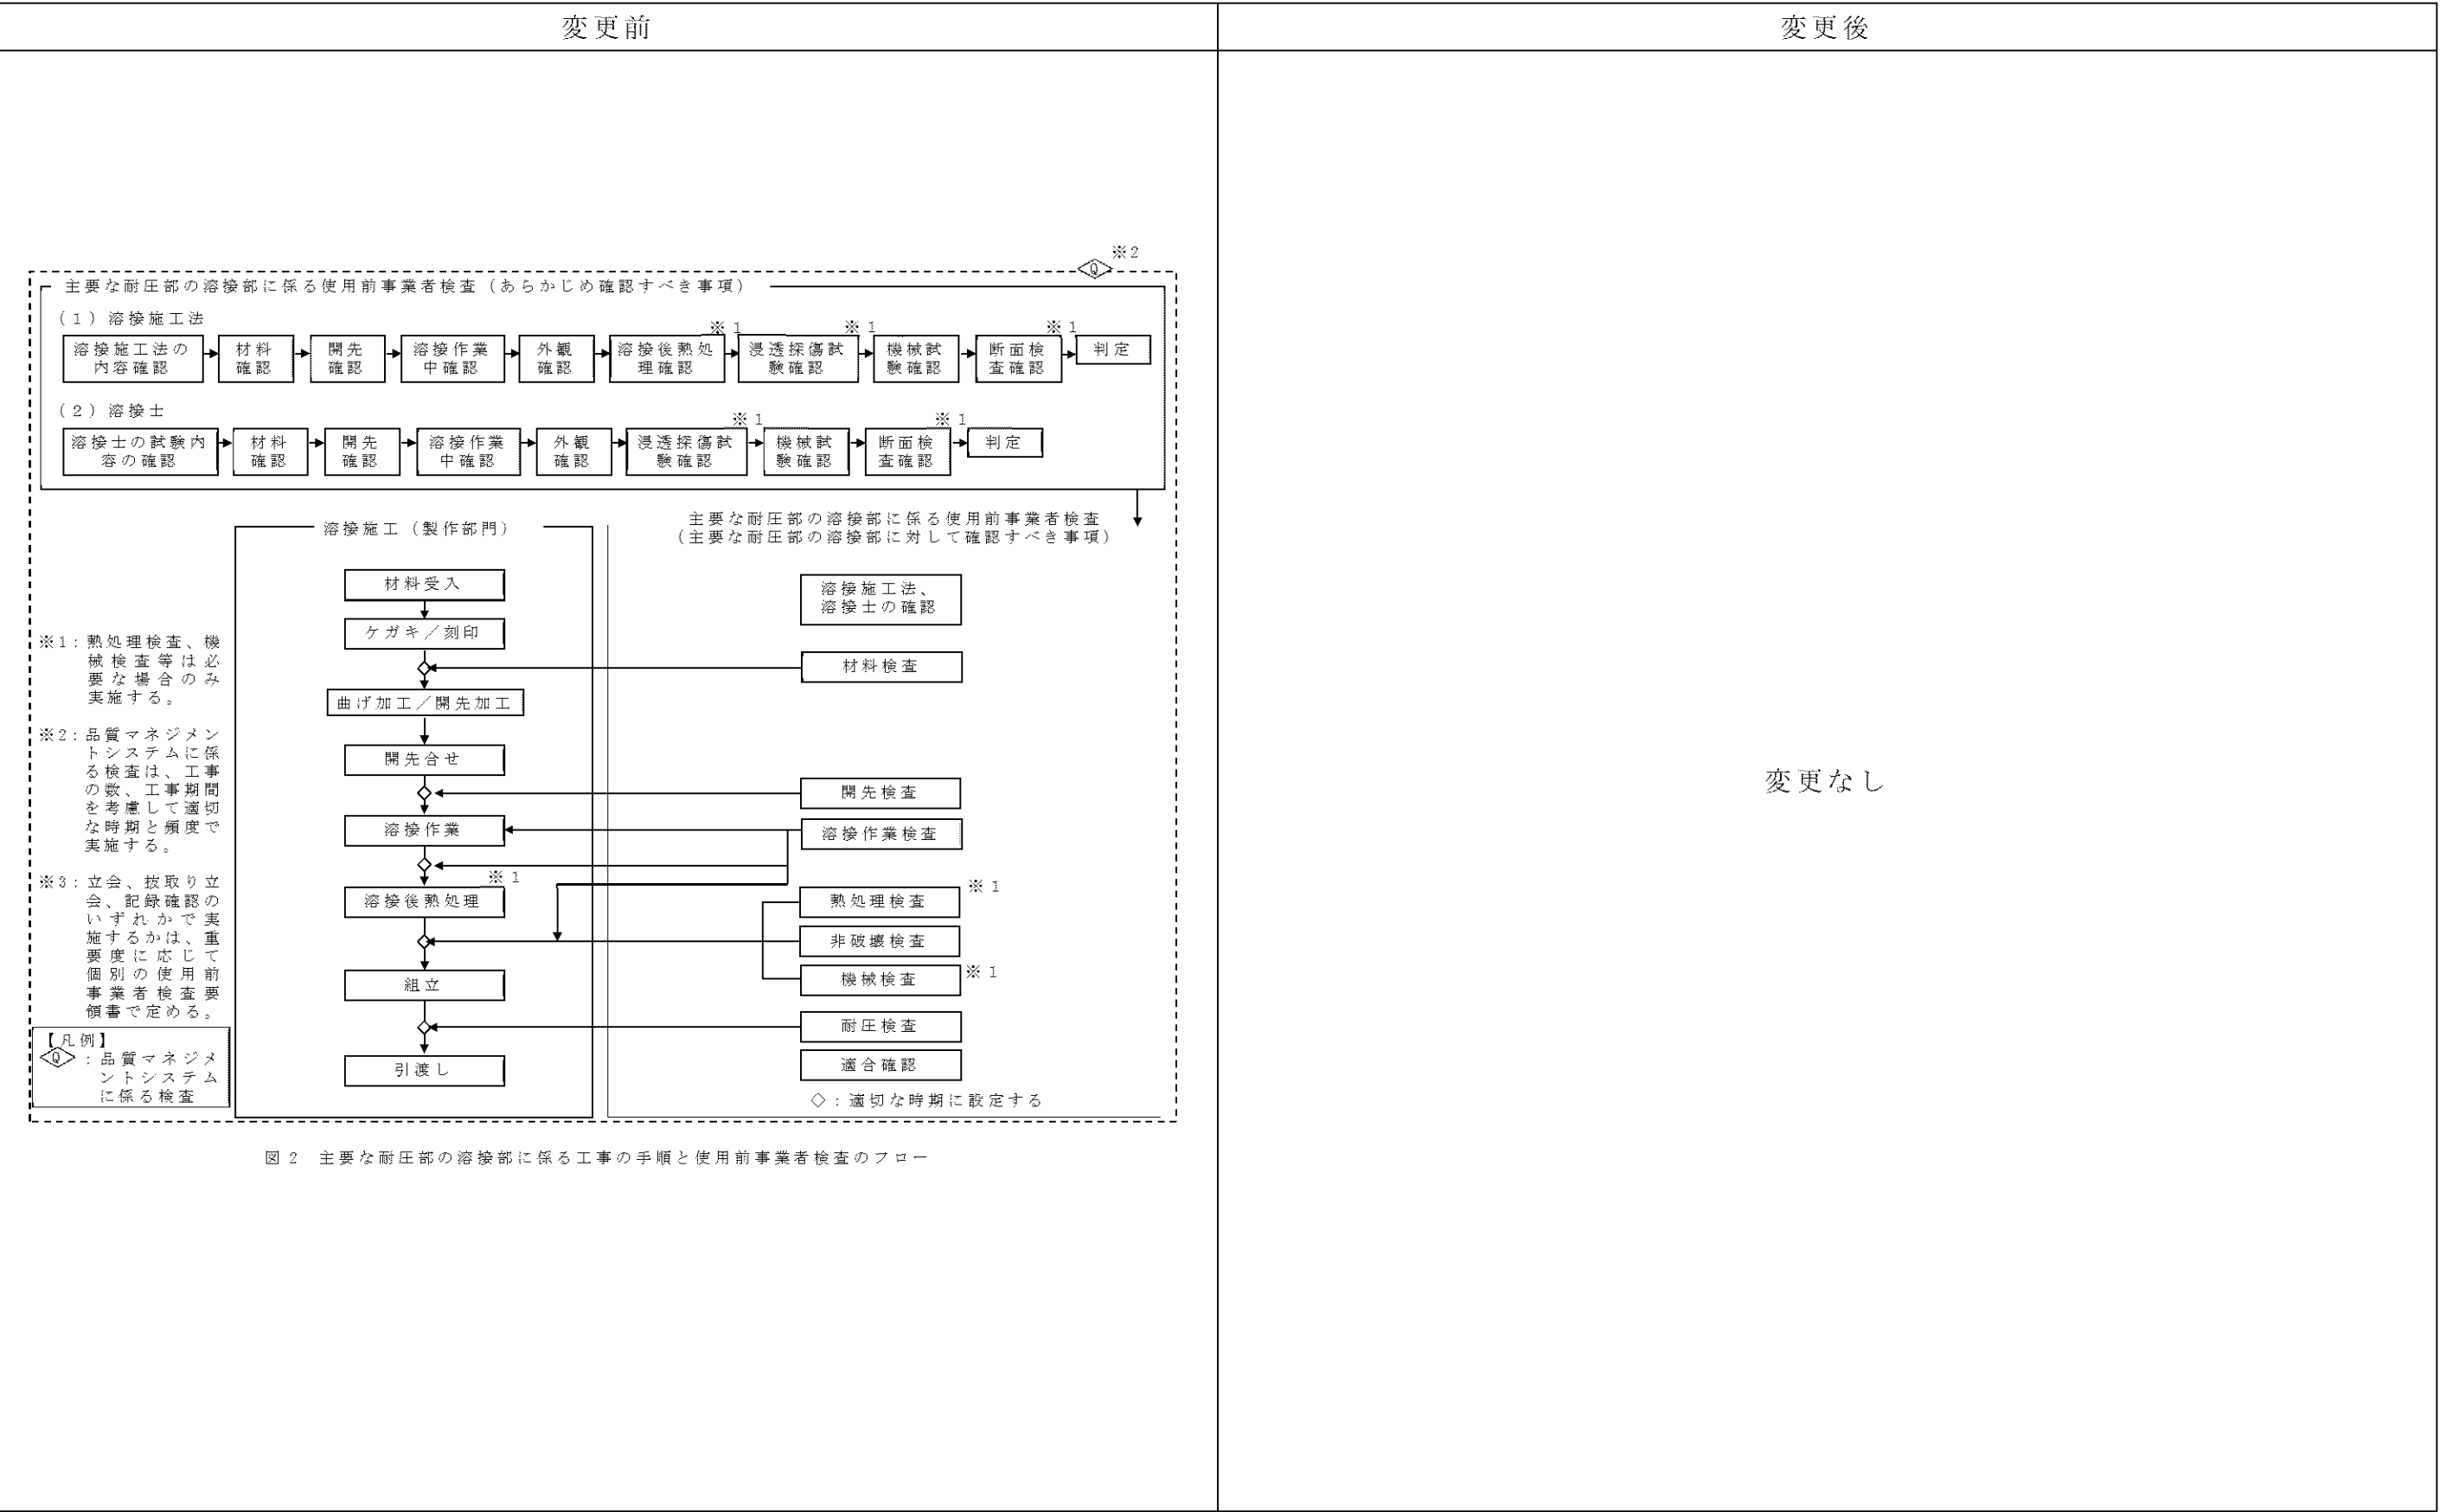 変更前
変更後
※2
Q
主要な耐圧部の溶接部に係る使用前事業者検査（あらかじめ確認すべき事項）
（1）溶接施工法
※1
※1
※1
溶接施工法の
内容確認
材料
確認
開先
確認
溶接作業
中確認
外観
確認
溶接後熱処
理確認
浸透探傷試
験確認
機械試
験確認
断面検
査確認
判定
（2）溶接士
※1
※1
溶接士の試験内
容の確認
材料
確認
開先
確認
溶接作業
中確認
外観
確認
浸透探傷試
験確認
機械試
験確認
断面検
査確認
判定
溶接施工（製作部門）
材料受入
ケガキ／刻印
曲げ加工／開先加工
開先合せ
溶接作業
※1
溶接後熱処理
組立
引渡し
主要な耐圧部の溶接部に係る使用前事業者検査
（主要な耐圧部の溶接部に対して確認すべき事項）
溶接施工法、
溶接士の確認
材料検査
開先検査
溶接作業検査
熱処理検査
※1
非破壊検査
機械検査
※1
耐圧検査
適合確認
◇：適切な時期に設定する
※1：熱処理検査、機
械検査等は必
要な場合のみ
実施する。
※2：品質マネジメン
トシステムに係
る検査は、工事
の数、工事期間
を考慮して適切
な時期と頻度で
実施する。
※3：立会、抜取り立
会、記録確認の
いずれかで実
施するかは、重
要度に応じて
個別の使用前
事業者検査要
領書で定める。
【凡例】
Q：品質マネジメ
ントシステム
に係る検査
図2　主要な耐圧部の溶接部に係る工事の手順と使用前事業者検査のフロー
変更なし